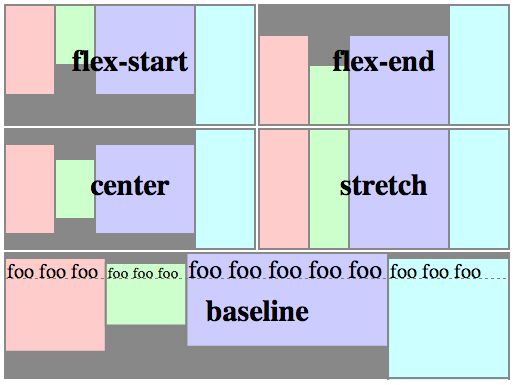 flex-start
flex-end
center
stretch
foo foo foo
foo foo foo
foo foo foo foo foo
foo foo foo
baseline